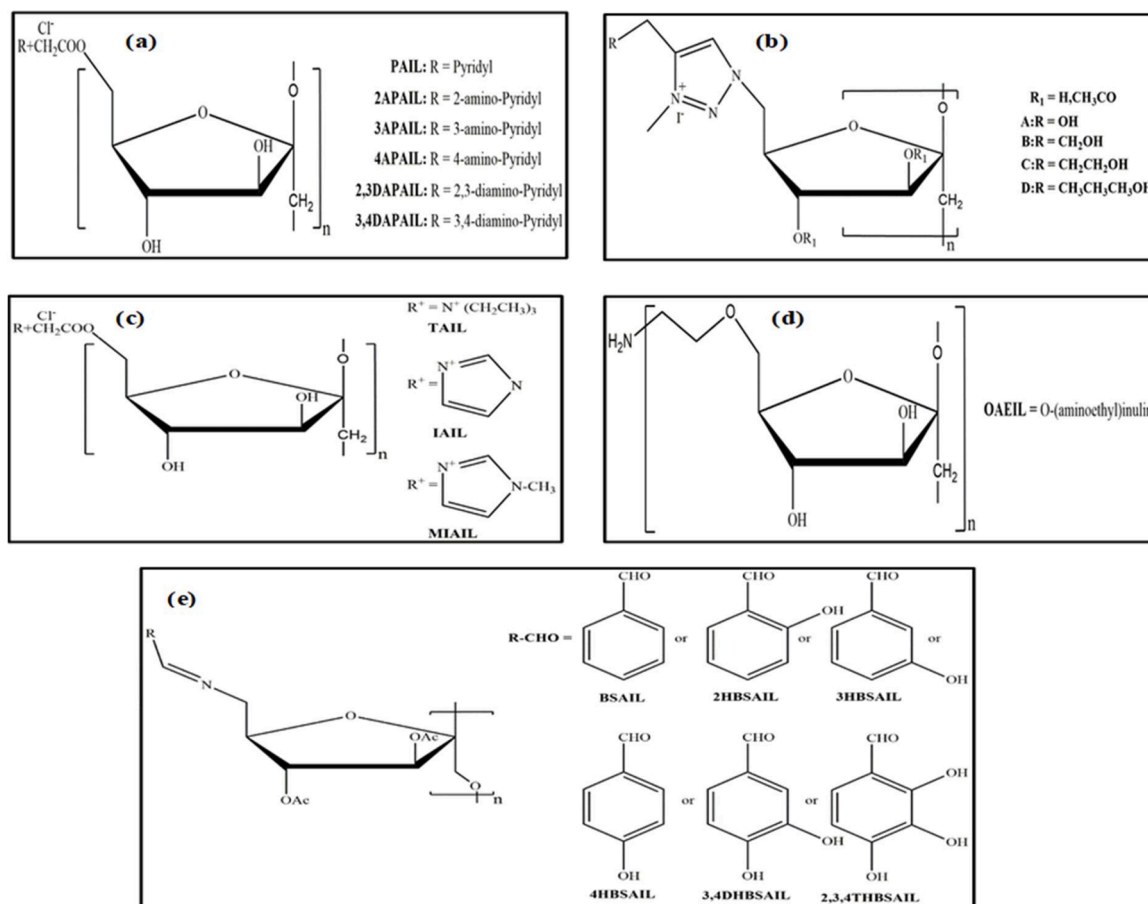 (a)
Cl-
R+CH2COO
O
O
OH
CH2
n
OH
PAIL: R = Pyridyl
2APAIL: R = 2-amino-Pyridyl
3APAIL: R = 3-amino-Pyridyl
4APAIL: R = 4-amino-Pyridyl
2,3DAPAIL: R = 2,3-diamino-Pyridyl
3,4DAPAIL: R = 3,4-diamino-Pyridyl
(b)
R
N
N+
N
I-
O
O
OR1
CH2
n
OR1
R1 = H,CH3CO
A:R = OH
B:R = CH2OH
C:R = CH2CH2OH
D:R = CH3CH3CH3OH
(c)
Cl-
R+CH2COO
O
O
OH
CH2
n
OH
R+ = N+ (CH2CH3)3
TAIL
R+ =
N+
N
IAIL
R+ =
N+
N-CH3
MIAIL
(d)
H2N
O
O
O
OH
CH2
n
OH
OAEIL = O-(aminoethyl)inulin
(e)
R
N
O
OAc
OAc
O
n
R-CHO =
CHO
BSAIL
or
CHO
OH
2HBSAIL
or
CHO
OH
3HBSAIL
or
CHO
OH
4HBSAIL
or
CHO
OH
OH
3,4DHBSAIL
or
CHO
OH
OH
OH
2,3,4THBSAIL